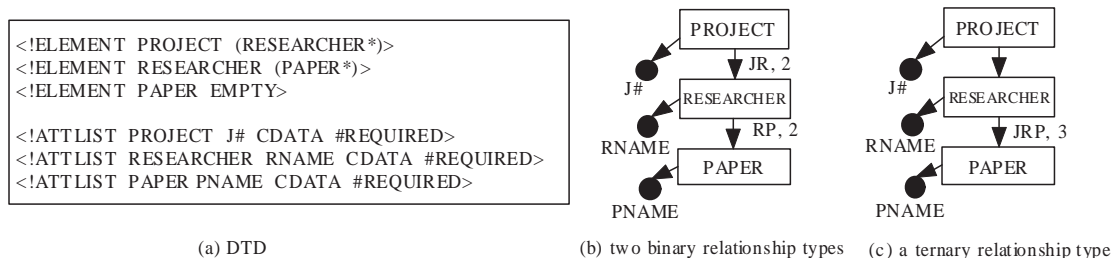 <!ELEMENT PROJECT (RESEARCHER*)>
<!ELEMENT RESEARCHER (PAPER*)>
<!ELEMENT PAPER EMPTY>
<!ATTLIST PROJECT J# CDATA #REQUIRED>
<!ATTLIST RESEARCHER RNAME CDATA #REQUIRED>
<!ATTLIST PAPER PNAME CDATA #REQUIRED>
(a) DTD
PROJECT
J#
JR, 2
RESEARCHER
RNAME
RP, 2
PAPER
PNAME
(b) two binary relationship types
PROJECT
J#
RESEARCHER
RNAME
JRP, 3
PAPER
PNAME
(c) a ternary relationship type